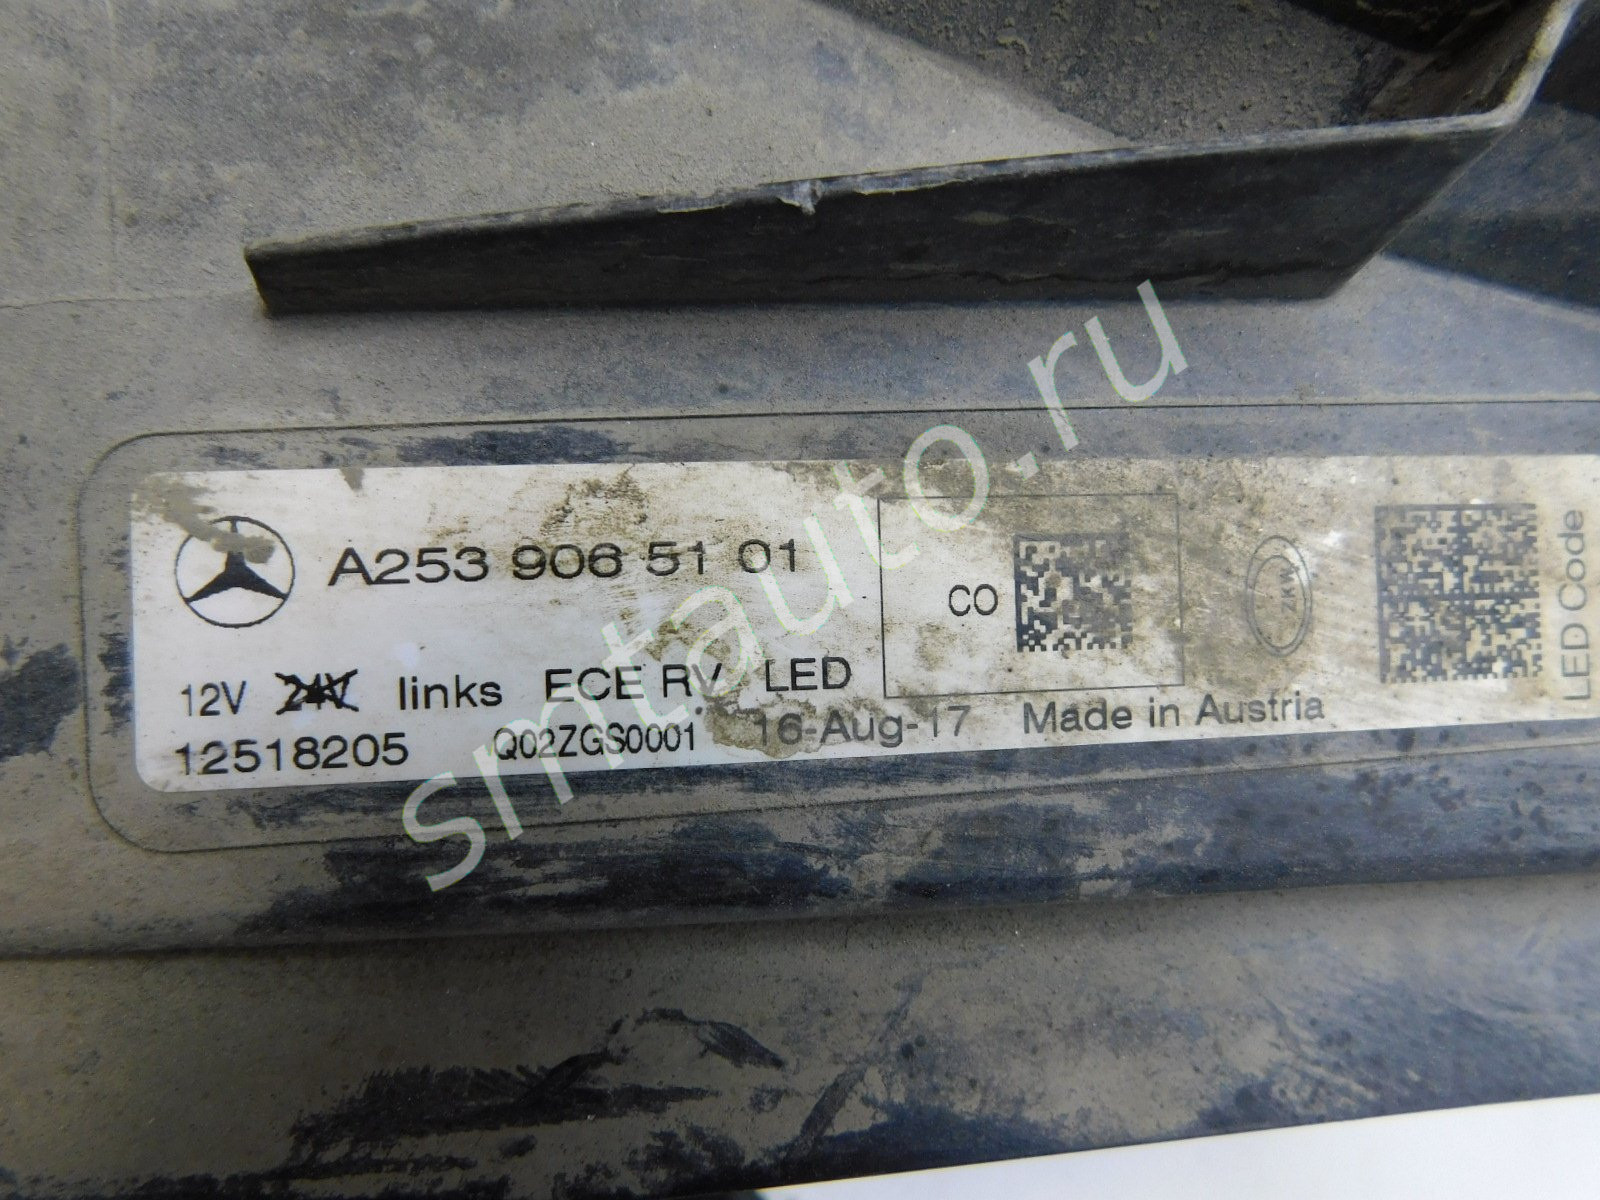 A253 906 51 01
CO
ZKW
LED Code
12V 24V links ECE RV LED
12518205 Q02ZGS0001 16-Aug-17 Made in Austria
smtauto.ru